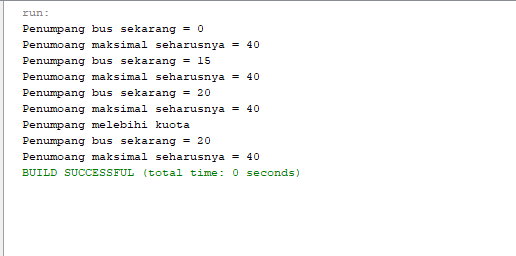 run:
Penumpang bus sekarang = 0
Penumoang maksimal seharusnya = 40
Penumpang bus sekarang = 15
Penumoang maksimal seharusnya = 40
Penumpang bus sekarang = 20
Penumoang maksimal seharusnya = 40
Penumpang melebihi kuota
Penumpang bus sekarang = 20
Penumoang maksimal seharusnya = 40
BUILD SUCCESSFUL (total time: 0 seconds)